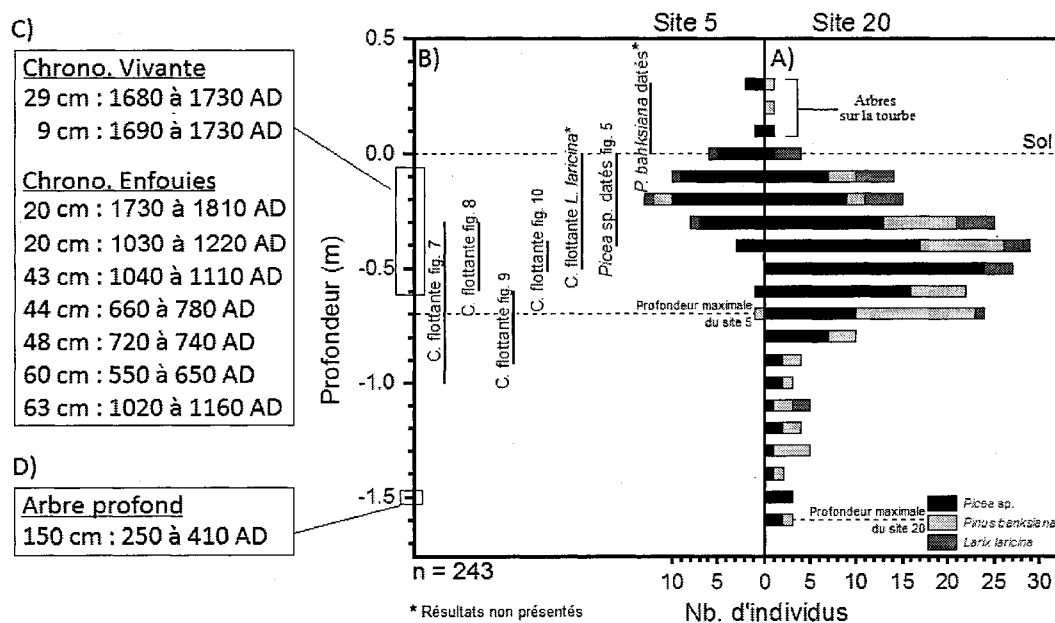 C)
Chrono. Vivante
29 cm : 1680 à 1730 AD
9 cm : 1690 à 1730 AD
Chrono. Enfouies
20 cm : 1730 à 1810 AD
20 cm : 1030 à 1220 AD
43 cm : 1040 à 1110 AD
44 cm : 660 à 780 AD
48 cm : 720 à 740 AD
60 cm : 550 à 650 AD
63 cm : 1020 à 1160 AD
D)
Arbre profond
150 cm : 250 à 410 AD
Site 5
Site 20
B)
A)
Profondeur (m)
0.5
0.0
-0.5
-1.0
-1.5
C. flottante fig. 7
C. flottante fig. 8
C. flottante fig. 9
C. flottante fig. 10
C. flottante L. laricina*
Picea sp. datés fig. 5
P. banksiana datés*
Arbres
sur la tourbe
Sol
Profondeur maximale
du site 5
Profondeur maximale
du site 20
Picea sp.
Pinus banksiana
Larix laricina
n = 243
10 5 0 5 10 15 20 25 30
* Résultats non présentés
Nb. d'individus